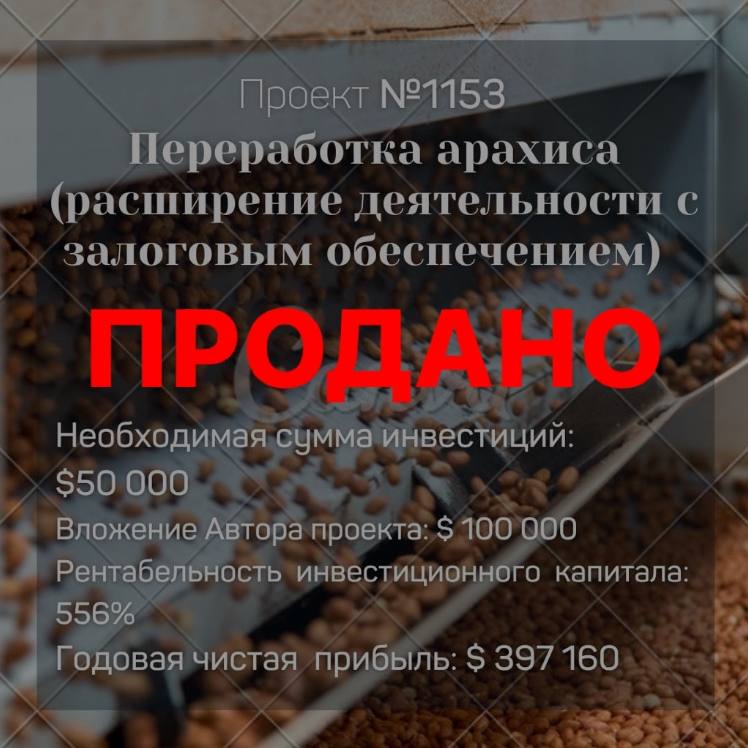 Проект №1153
Переработка арахиса
(расширение деятельности с
залоговым обеспечением)
ПРОДАНО
Необходимая сумма инвестиций:
$50 000
Вложение Автора проекта: $ 100 000
Рентабельность инвестиционного капитала:
556%
Годовая чистая прибыль: $ 397 160